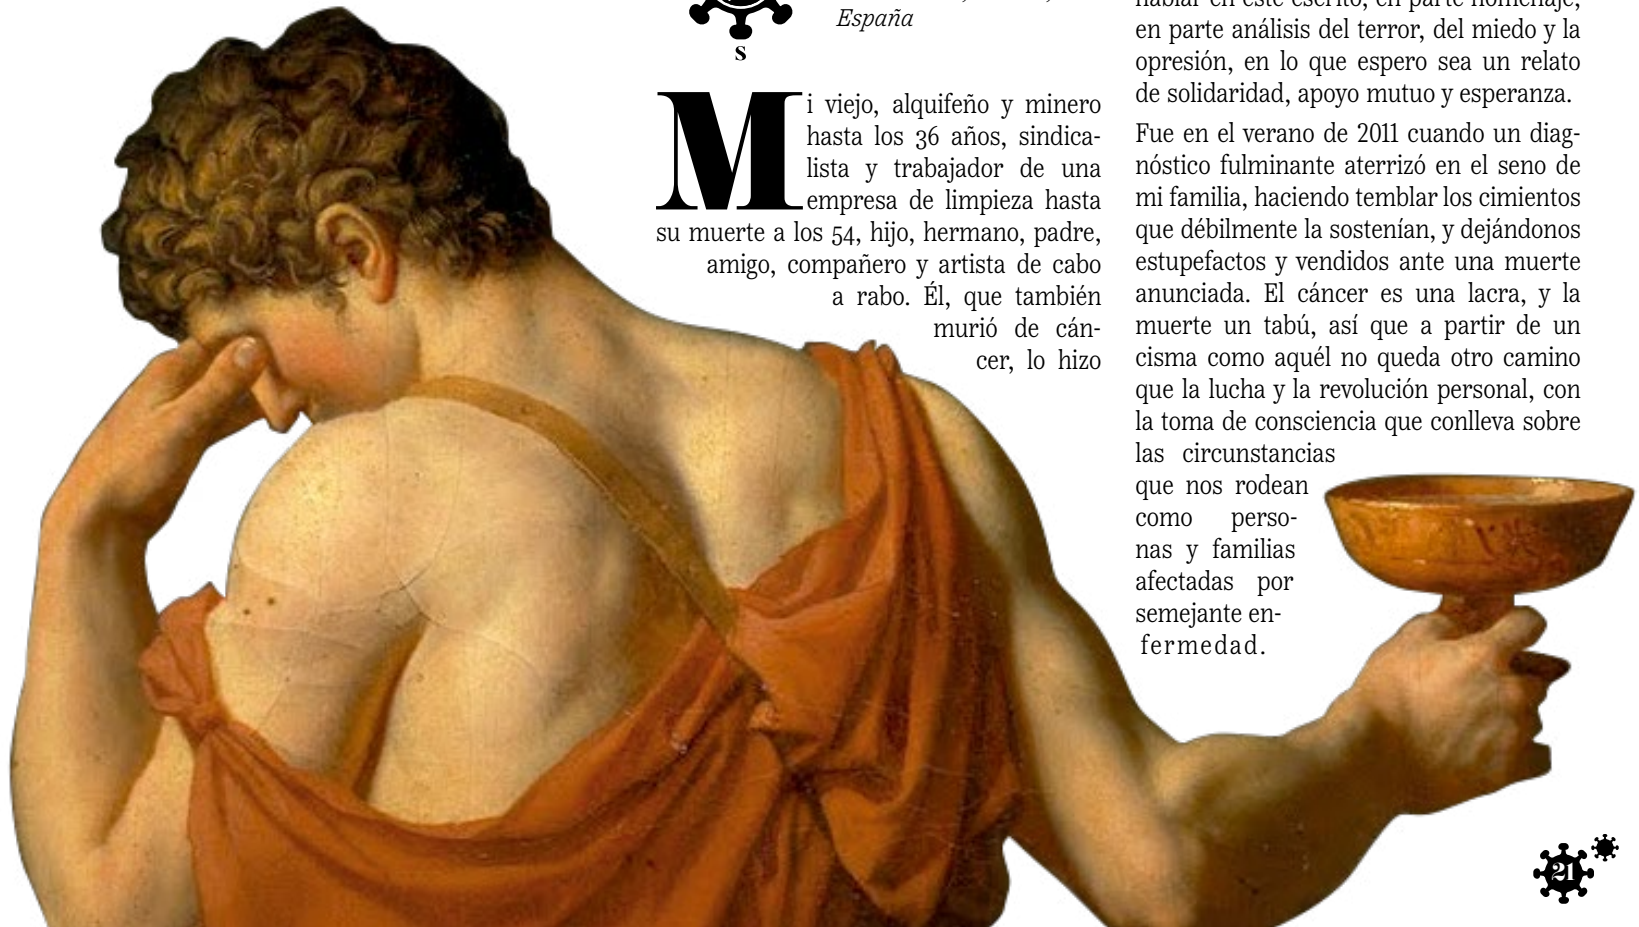 España
s
Mi viejo, alquifeño y minero
hasta los 36 años, sindica-
lista y trabajador de una
empresa de limpieza hasta
su muerte a los 54, hijo, hermano, padre,
amigo, compañero y artista de cabo
a rabo. Él, que también
murió de cán-
cer, lo hizo
hablar en este escrito, en parte homenaje,
en parte análisis del terror, del miedo y la
opresión, en lo que espero sea un relato
de solidaridad, apoyo mutuo y esperanza.
Fue en el verano de 2011 cuando un diag-
nóstico fulminante aterrizó en el seno de
mi familia, haciendo temblar los cimientos
que débilmente la sostenían, y dejándonos
estupefactos y vendidos ante una muerte
anunciada. El cáncer es una lacra, y la
muerte un tabú, así que a partir de un
cisma como aquél no queda otro camino
que la lucha y la revolución personal, con
la toma de consciencia que conlleva sobre
las circunstancias
que nos rodean
como perso-
nas y familias
afectadas por
semejante en-
fermedad.
21